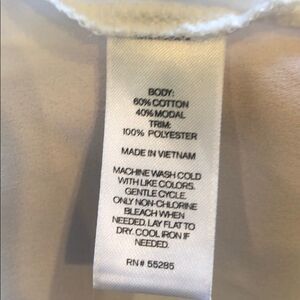 BODY:
60% COTTON
40% MODAL
TRIM:
100% POLYESTER
MADE IN VIETNAM
MACHINE WASH COLD
WITH LIKE COLORS.
GENTLE CYCLE.
ONLY NON-CHLORINE
BLEACH WHEN
NEEDED. LAY FLAT TO
DRY. COOL IRON IF
NEEDED.
RN# 55285